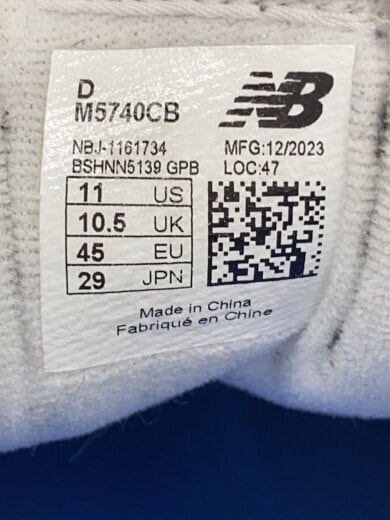 D
M5740CB
NB
NBJ-1161734
MFG:12/2023
BSHNN5139 GPB
LOC:47
11 US
10.5 UK
45 EU
29 JPN
Made in China
Fabriqué en Chine